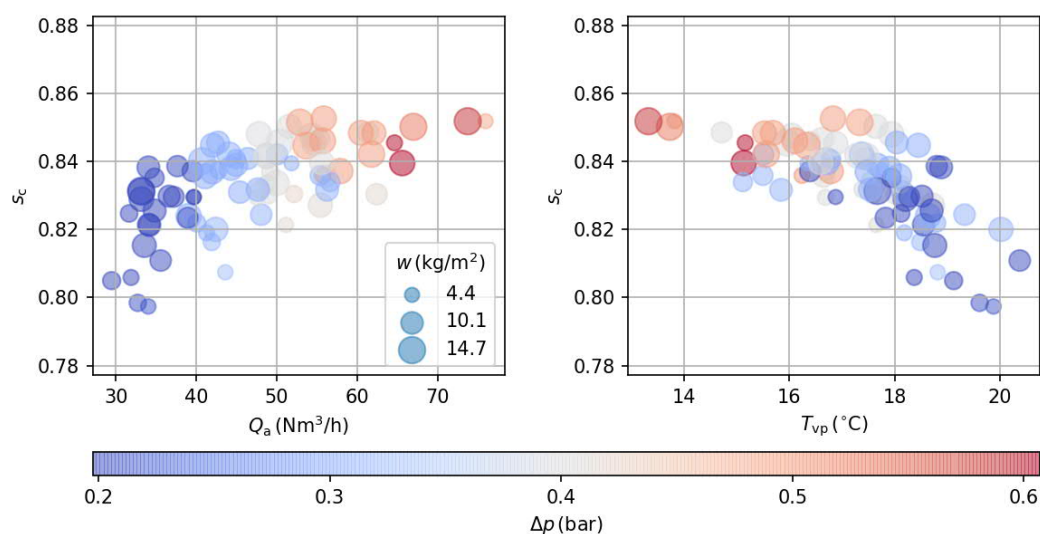 0.88
0.86
0.84
0.82
0.80
0.78
s_c
30 40 50 60 70
Q_a (Nm³/h)
w (kg/m²)
4.4
10.1
14.7
0.88
0.86
0.84
0.82
0.80
0.78
s_c
14 16 18 20
T_vp (°C)
0.2 0.3 0.4 0.5 0.6
Δp (bar)